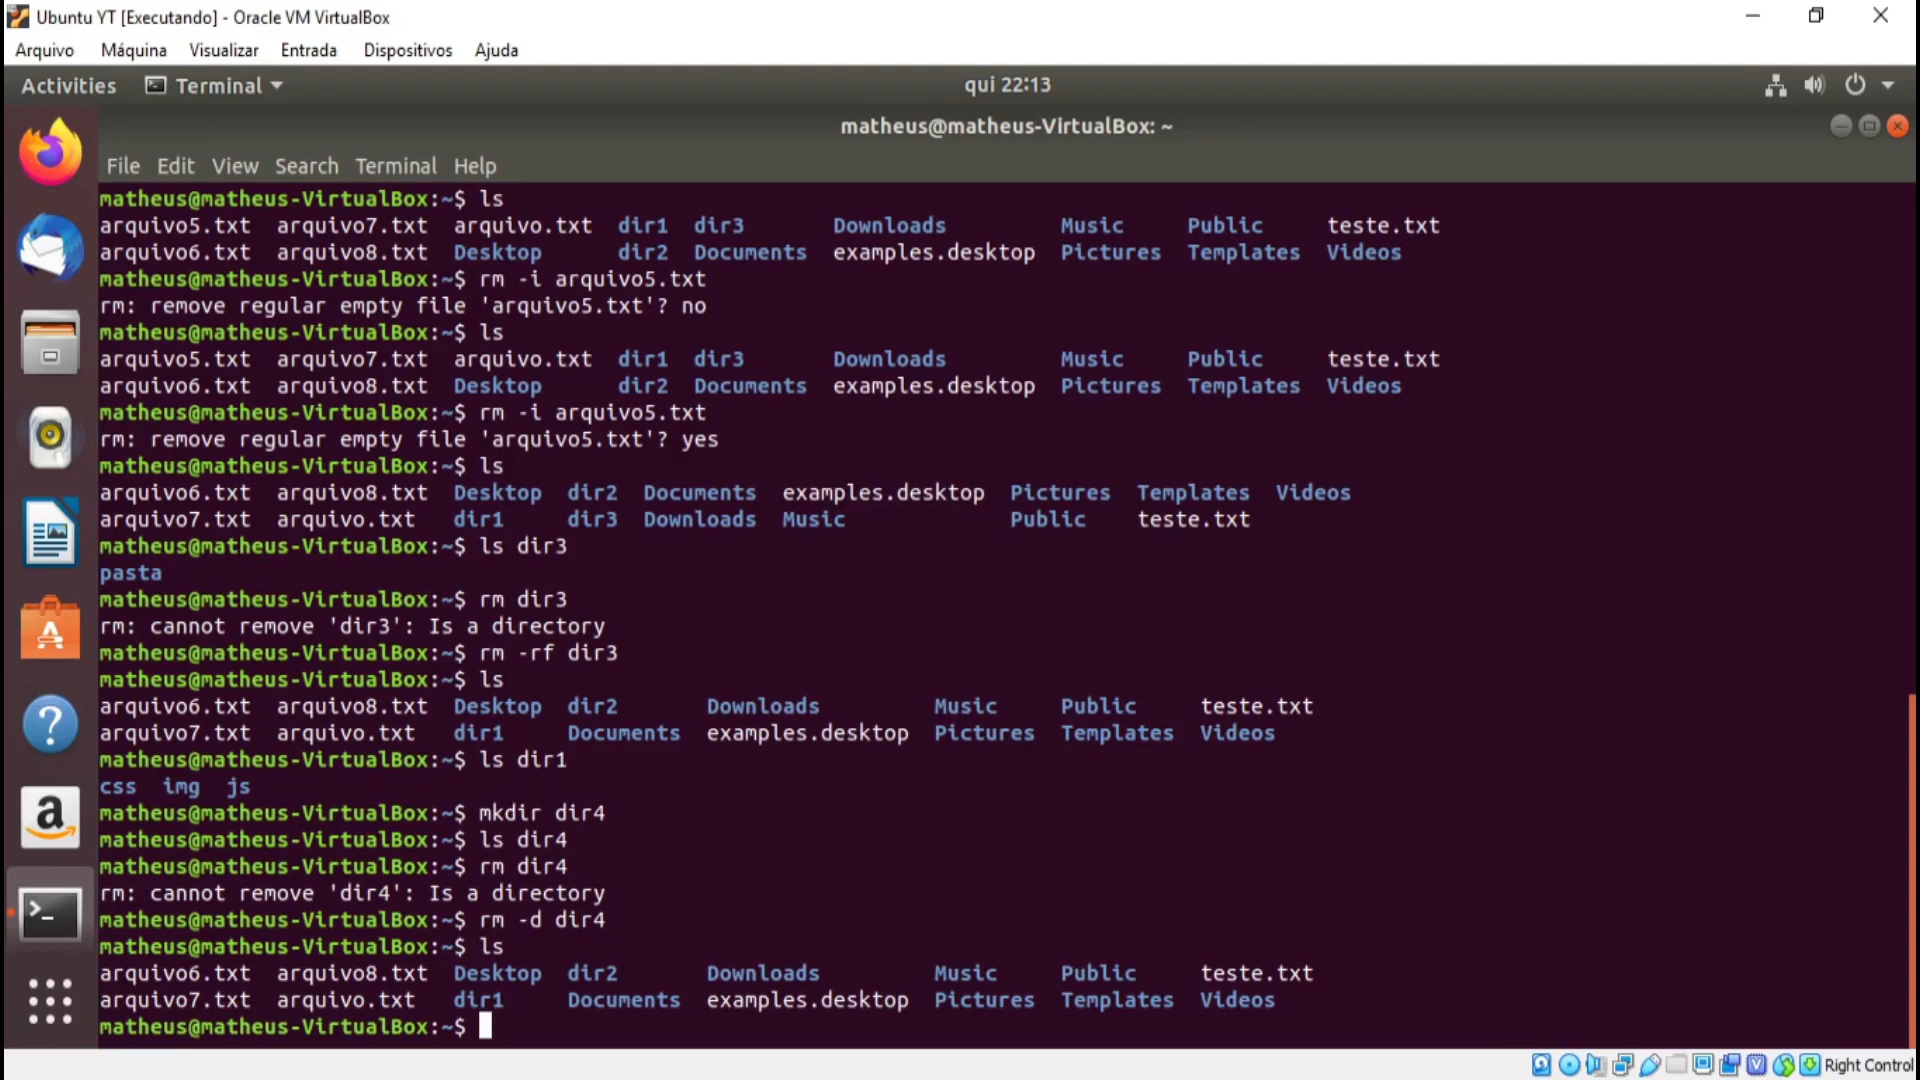 Ubuntu YT [Executando] - Oracle VM VirtualBox
Arquivo Máquina Visualizar Entrada Dispositivos Ajuda
Activities Terminal qui 22:13
matheus@matheus-VirtualBox: ~
File Edit View Search Terminal Help
matheus@matheus-VirtualBox:~$ ls
arquivo5.txt arquivo7.txt arquivo.txt dir1 dir3 Downloads Music Public teste.txt
arquivo6.txt arquivo8.txt Desktop dir2 Documents examples.desktop Pictures Templates Videos
matheus@matheus-VirtualBox:~$ rm -i arquivo5.txt
rm: remove regular empty file 'arquivo5.txt'? no
matheus@matheus-VirtualBox:~$ ls
arquivo5.txt arquivo7.txt arquivo.txt dir1 dir3 Downloads Music Public teste.txt
arquivo6.txt arquivo8.txt Desktop dir2 Documents examples.desktop Pictures Templates Videos
matheus@matheus-VirtualBox:~$ rm -i arquivo5.txt
rm: remove regular empty file 'arquivo5.txt'? yes
matheus@matheus-VirtualBox:~$ ls
arquivo6.txt arquivo8.txt Desktop dir2 Documents examples.desktop Pictures Templates Videos
arquivo7.txt arquivo.txt dir1 dir3 Downloads Music Public teste.txt
matheus@matheus-VirtualBox:~$ ls dir3
pasta
matheus@matheus-VirtualBox:~$ rm dir3
rm: cannot remove 'dir3': Is a directory
matheus@matheus-VirtualBox:~$ rm -rf dir3
matheus@matheus-VirtualBox:~$ ls
arquivo6.txt arquivo8.txt Desktop dir2 Downloads Music Public teste.txt
arquivo7.txt arquivo.txt dir1 Documents examples.desktop Pictures Templates Videos
matheus@matheus-VirtualBox:~$ ls dir1
css img js
matheus@matheus-VirtualBox:~$ mkdir dir4
matheus@matheus-VirtualBox:~$ ls dir4
matheus@matheus-VirtualBox:~$ rm dir4
rm: cannot remove 'dir4': Is a directory
matheus@matheus-VirtualBox:~$ rm -d dir4
matheus@matheus-VirtualBox:~$ ls
arquivo6.txt arquivo8.txt Desktop dir2 Downloads Music Public teste.txt
arquivo7.txt arquivo.txt dir1 Documents examples.desktop Pictures Templates Videos
matheus@matheus-VirtualBox:~$
Right Control